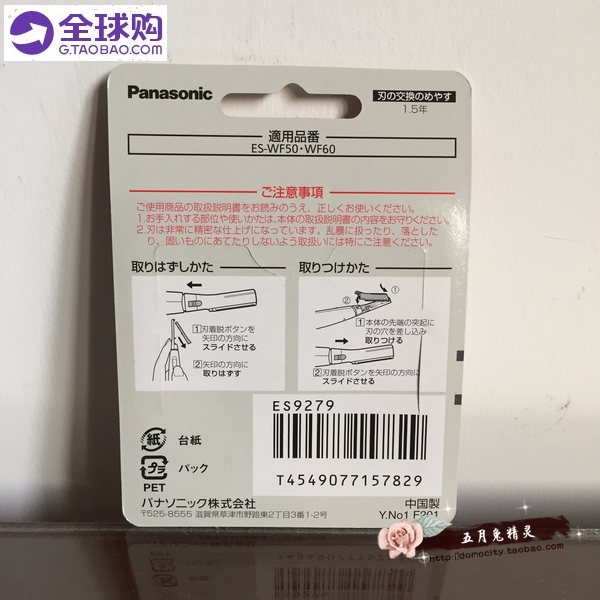 全球购
G.TAOBAO.COM
Panasonic
刃の交換のめやす
1.5年
適用品番
ES-WF50・WF60
ご注意事項
ご使用商品の取扱説明書をお読みのうえ、正しくお使いください。
1.お手入れする部位や使いかたは、本体の取扱説明書の内容をお守りください。
2.刃は非常に精密な仕上げになっています。乱暴に扱ったり、落とした
り、固いものにあてたりしないよう取扱いには特にご注意ください。
取りはずしかた
1 刃着脱ボタンを
矢印の方向に
スライドさせる
2 矢印の方向に
取りはずす
取りつけかた
①
②
1 本体の先端の突起に
刃の穴を差し込み
取りつける
2 刃着脱ボタンを矢印の方向に
スライドさせる
ES9279
T4549077157829
紙 台紙
プラ パック
PET
パナソニック株式会社
〒525-8555 滋賀県草津市野路東2丁目3番1-2号
中国製
Y.No1 E291
五月兔精灵
http://domocity.taobao.com